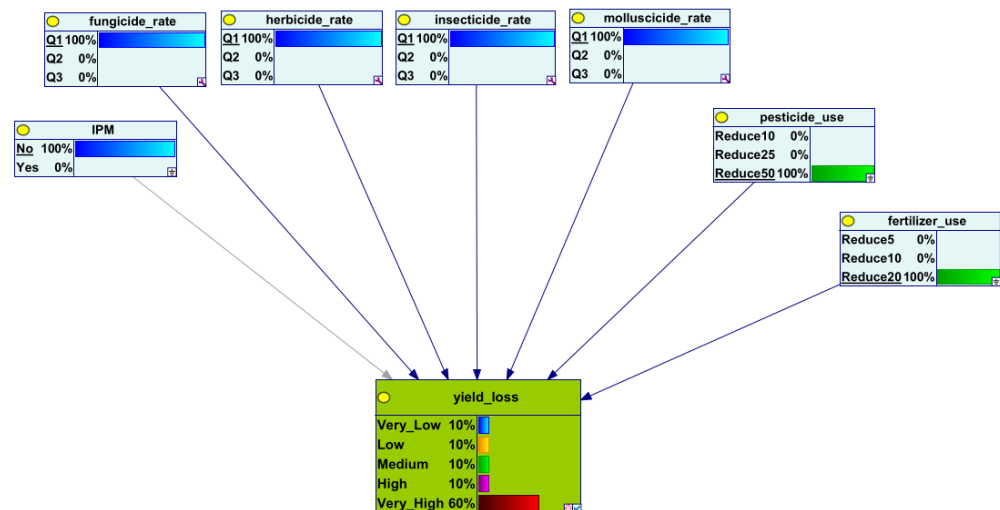 fungicide_rate
Q1 100%
Q2 0%
Q3 0%
herbicide_rate
Q1 100%
Q2 0%
Q3 0%
insecticide_rate
Q1 100%
Q2 0%
Q3 0%
molluscicide_rate
Q1 100%
Q2 0%
Q3 0%
IPM
No 100%
Yes 0%
pesticide_use
Reduce10 0%
Reduce25 0%
Reduce50 100%
fertilizer_use
Reduce5 0%
Reduce10 0%
Reduce20 100%
yield_loss
Very_Low 10%
Low 10%
Medium 10%
High 10%
Very_High 60%